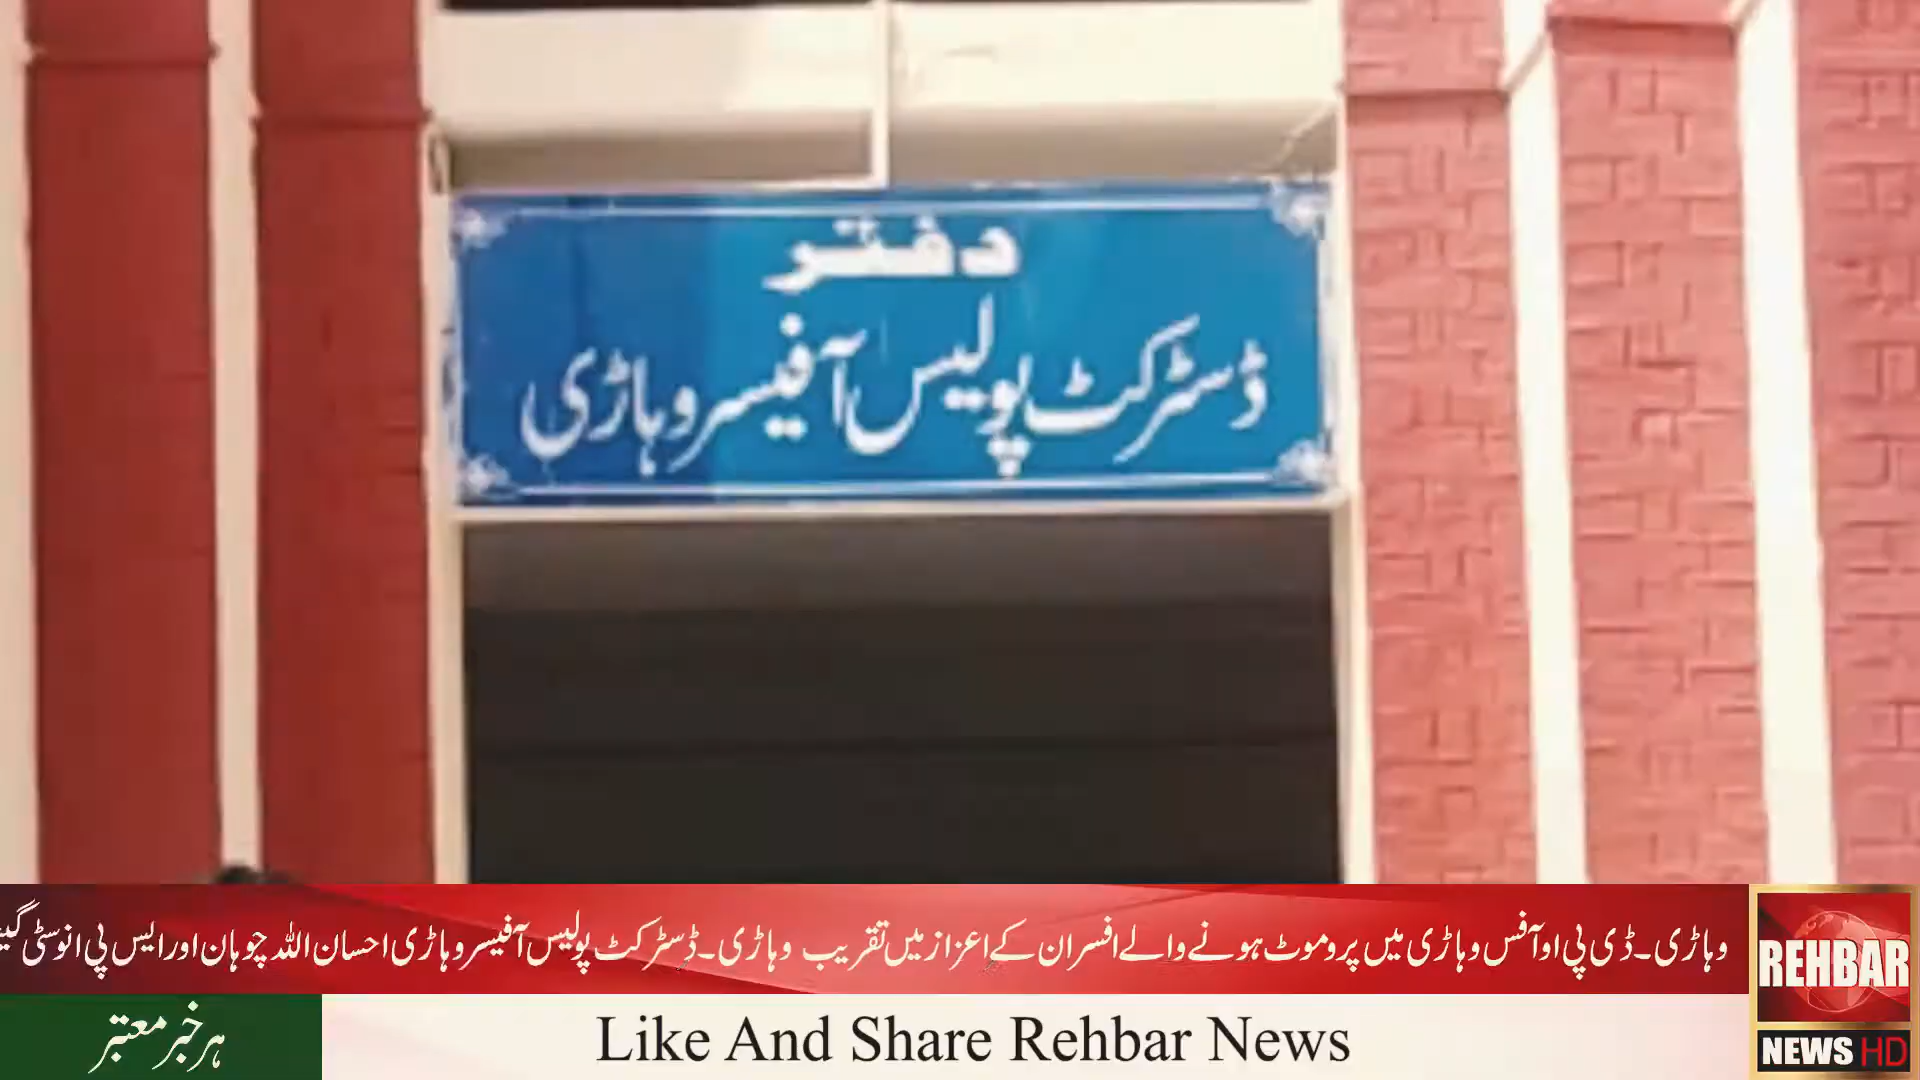 دفتر
ڈسٹرکٹ پولیس آفیسر وہاڑی
وہاڑی۔ڈی پی او آفس وہاڑی میں پروموٹ ہونے والے افسران کے اعزاز میں تقریب وہاڑی۔ڈسٹرکٹ پولیس آفیسر وہاڑی احسان اللہ چوہان اور ایس پی انوسٹی
REHBAR
NEWS HD
ہر خبر معتبر
Like And Share Rehbar News